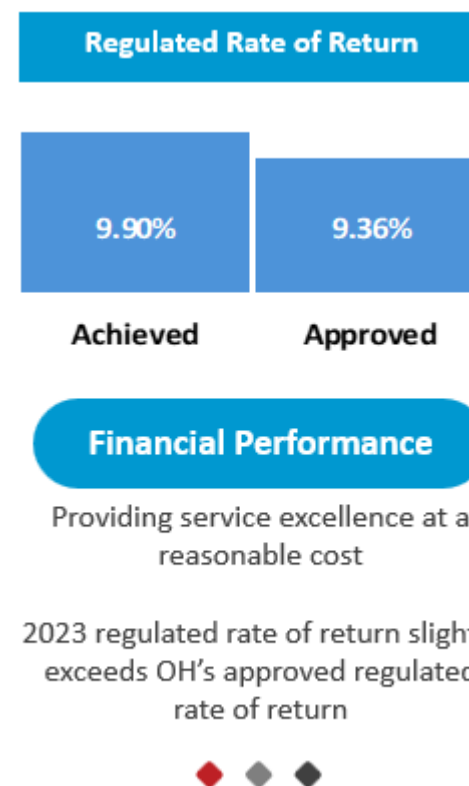 Regulated Rate of Return
9.90%
9.36%
Achieved
Approved
Financial Performance
Providing service excellence at a
reasonable cost
2023 regulated rate of return
exceeds OH's approved regulated
rate of return